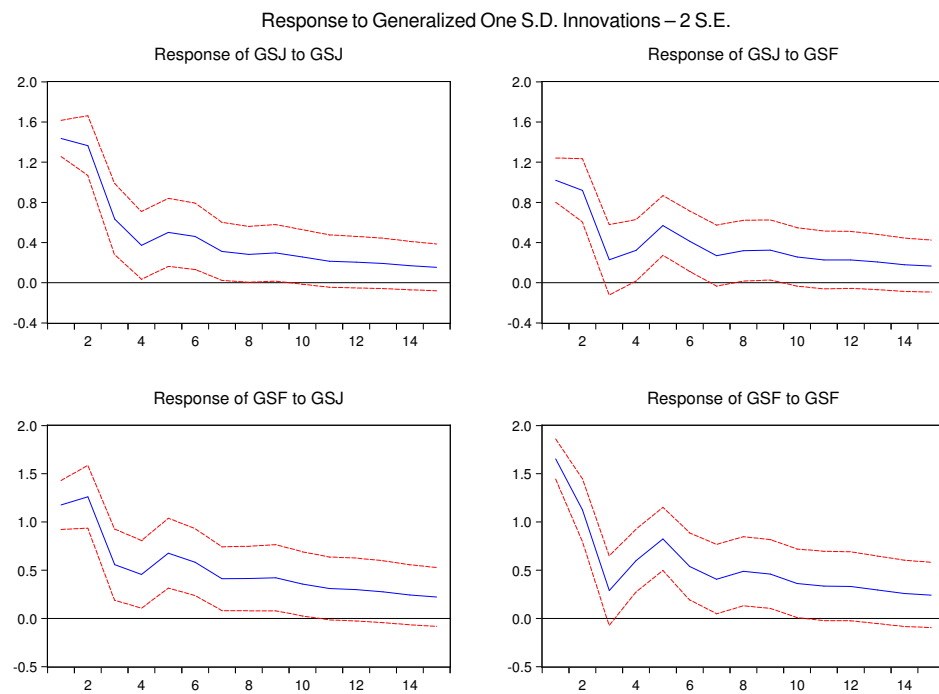 Response to Generalized One S.D. Innovations – 2 S.E.
Response of GSJ to GSJ
2.0
1.6
1.2
0.8
0.4
0.0
-0.4
2 4 6 8 10 12 14
Response of GSJ to GSF
2.0
1.6
1.2
0.8
0.4
0.0
-0.4
2 4 6 8 10 12 14
Response of GSF to GSJ
2.0
1.5
1.0
0.5
0.0
-0.5
2 4 6 8 10 12 14
Response of GSF to GSF
2.0
1.5
1.0
0.5
0.0
-0.5
2 4 6 8 10 12 14